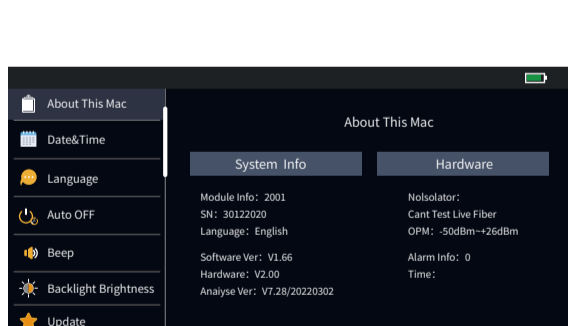 About This Mac
Date&Time
Language
Auto OFF
Beep
Backlight Brightness
Update
About This Mac
System Info
Module Info: 2001
SN: 30122020
Language: English
Software Ver: V1.66
Hardware: V2.00
Anaiyse Ver: V7.28/20220302
Hardware
Nolsolator:
Cant Test Live Fiber
OPM: -50dBm~+26dBm
Alarm Info: 0
Time: